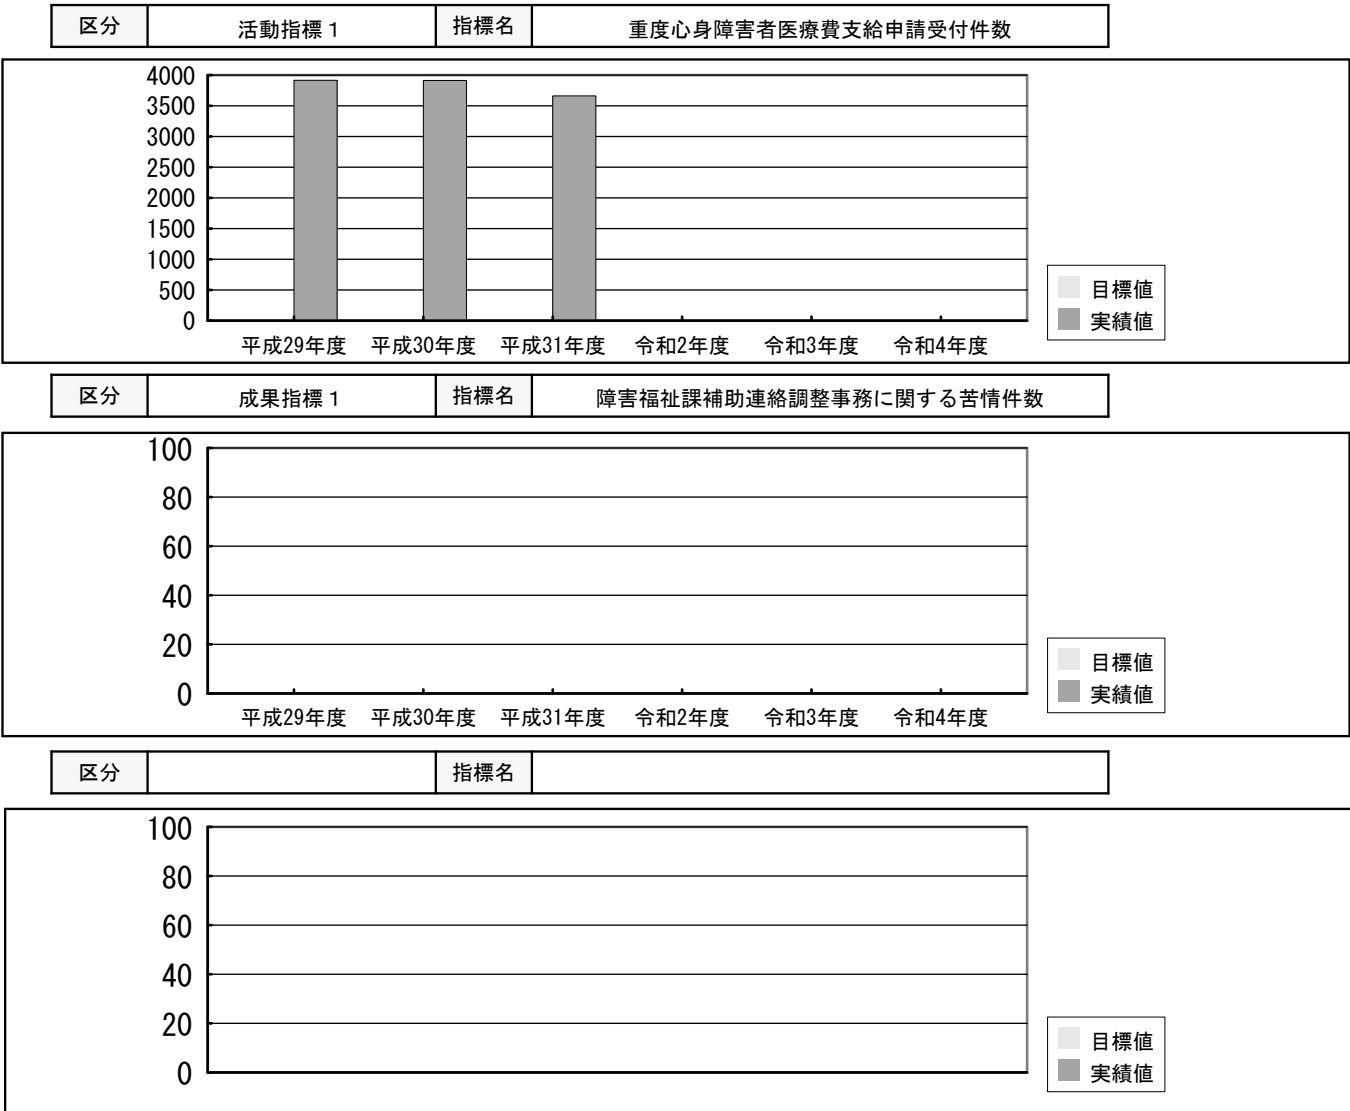 区分 活動指標1 指標名 重度心身障害者医療費支給申請受付件数
4000
3500
3000
2500
2000
1500
1000
500
0
平成29年度 平成30年度 平成31年度 令和2年度 令和3年度 令和4年度
目標値
実績値
区分 成果指標1 指標名 障害福祉課補助連絡調整事務に関する苦情件数
100
80
60
40
20
0
平成29年度 平成30年度 平成31年度 令和2年度 令和3年度 令和4年度
目標値
実績値
区分 指標名
100
80
60
40
20
0
目標値
実績値